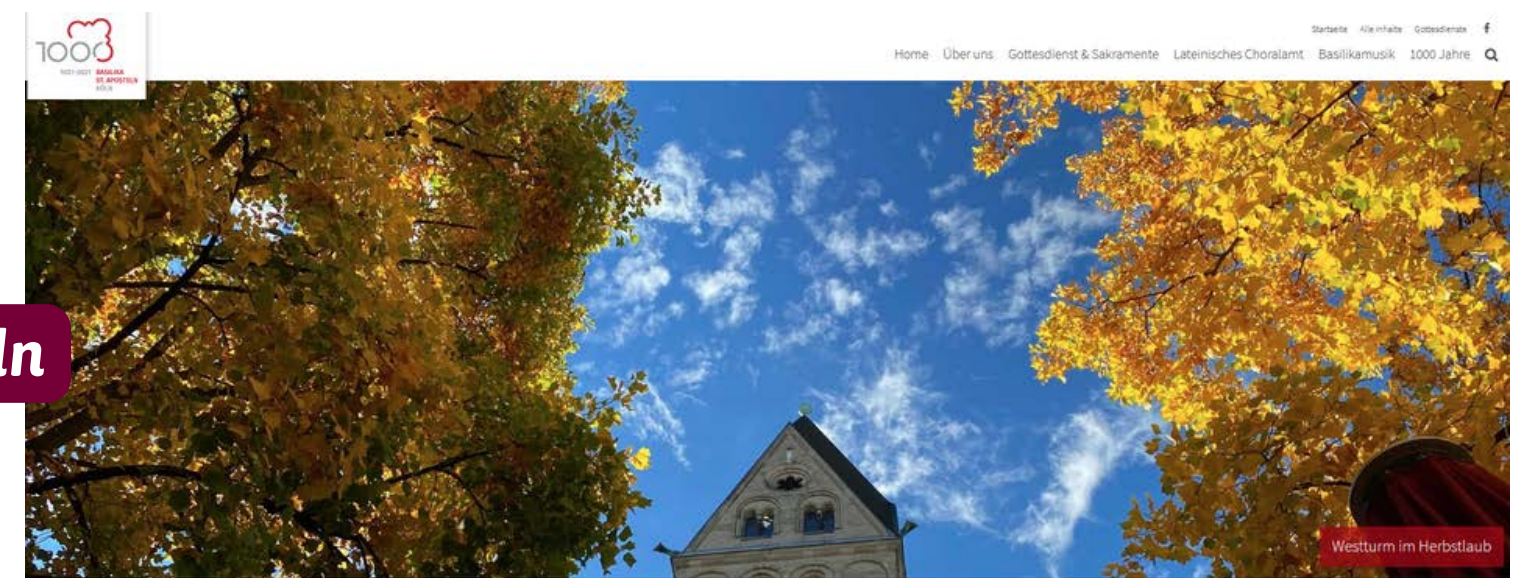 1000
1021-2021 BASILIKA
ST. APOSTELN
KÖLN
Startseite Alle Inhalte Gottesdienste f
Home Über uns Gottesdienst & Sakramente Lateinisches Choralamt Basilikamusik 1000 Jahre
ln
Westturm im Herbstlaub